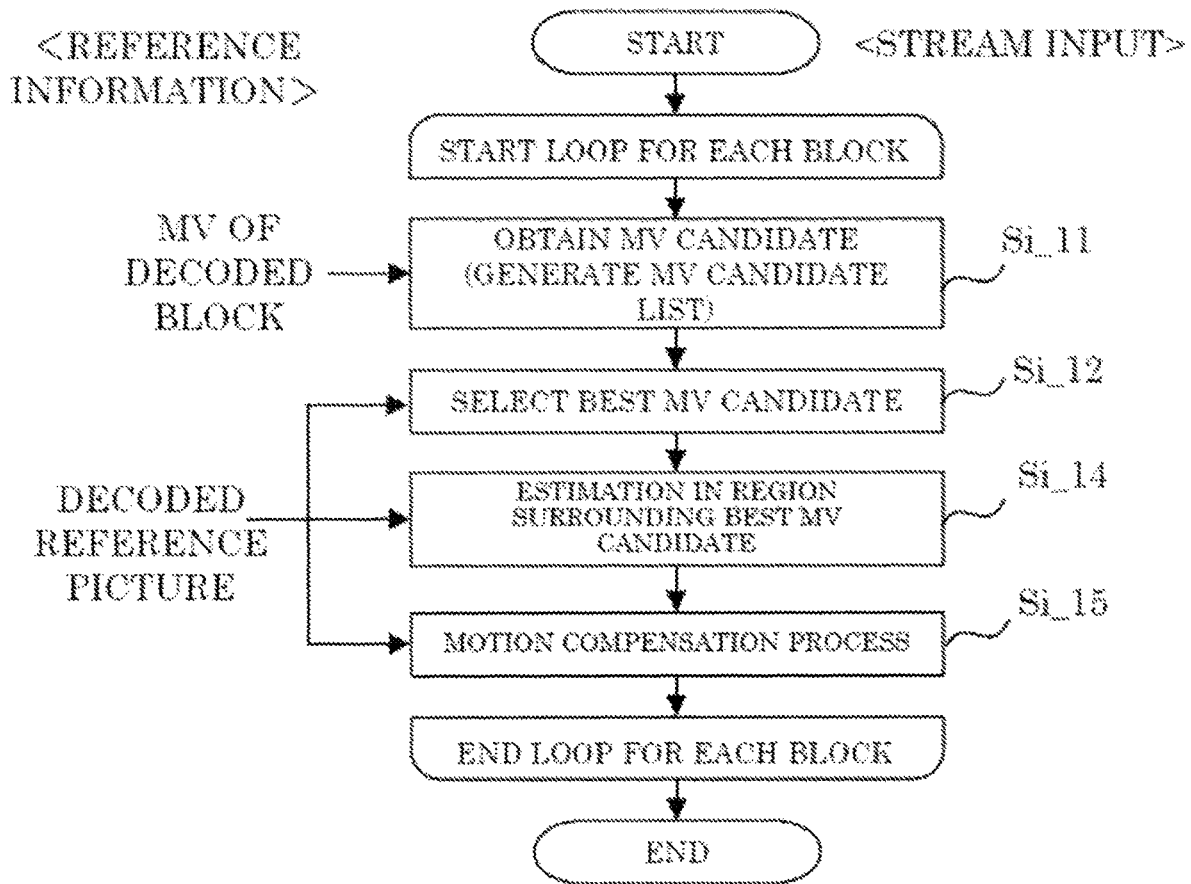 <REFERENCE
INFORMATION>
START
<STREAM INPUT>
START LOOP FOR EACH BLOCK
MV OF
DECODED
BLOCK
OBTAIN MV CANDIDATE
(GENERATE MV CANDIDATE
LIST)
Si_11
SELECT BEST MV CANDIDATE
Si_12
DECODED
REFERENCE
PICTURE
ESTIMATION IN REGION
SURROUNDING BEST MV
CANDIDATE
Si_14
MOTION COMPENSATION PROCESS
Si_15
END LOOP FOR EACH BLOCK
END